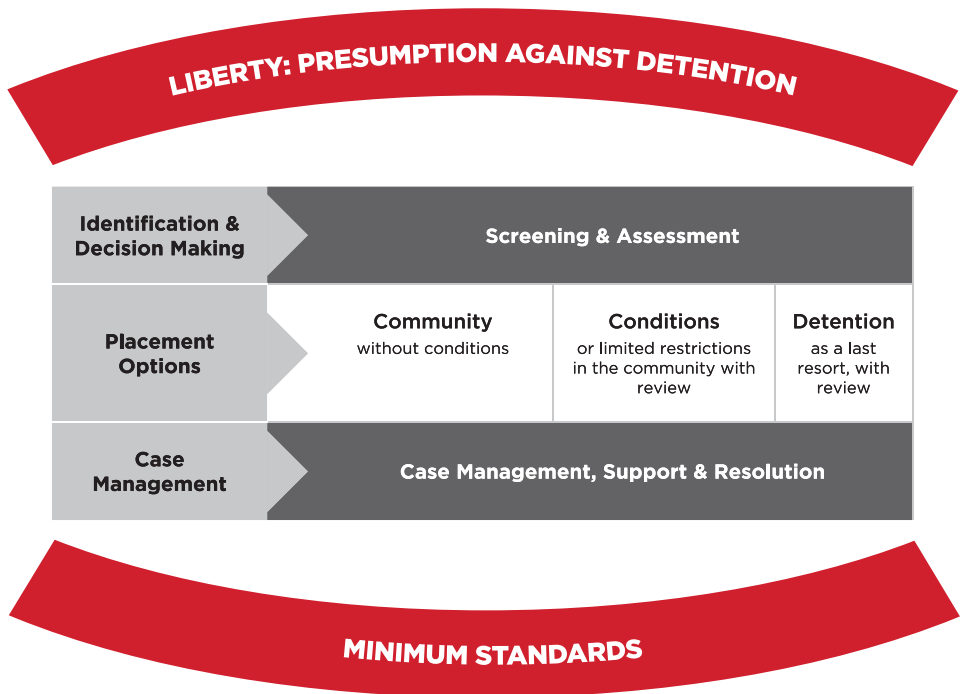 LIBERTY: PRESUMPTION AGAINST DETENTION
Identification &
Decision Making
Screening & Assessment
Placement
Options
Community
without conditions
Conditions
or limited restrictions
in the community with
review
Detention
as a last
resort, with
review
Case
Management
Case Management, Support & Resolution
MINIMUM STANDARDS